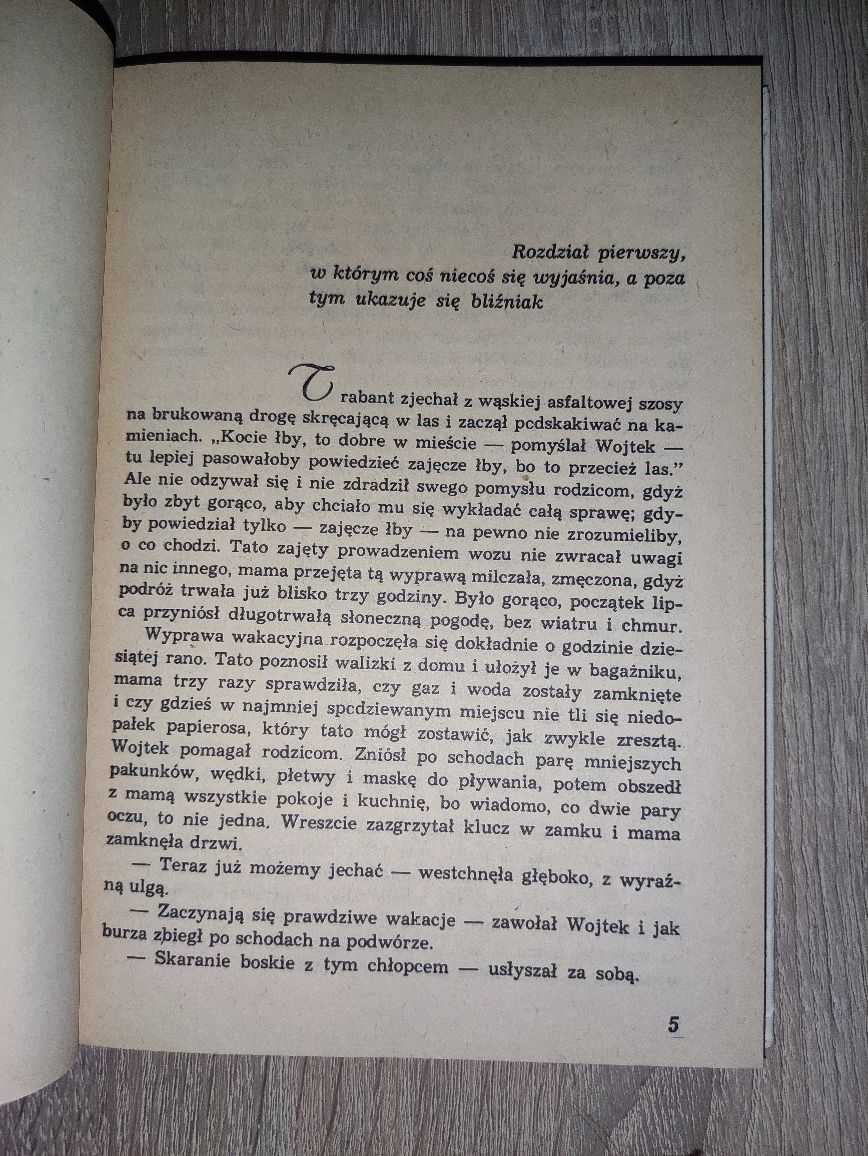 Rozdział pierwszy,
w którym coś niecoś się wyjaśnia, a poza
tym ukazuje się bliźniak
Trabant zjechał z wąskiej asfaltowej szosy
na brukowaną drogę skręcającą w las i zaczął pcdskakiwać na ka-
mieniach. „Kocie łby, to dobre w mieście — pomyślał Wojtek —
tu lepiej pasowałoby powiedzieć zajęcze łby, bo to przecież las.”
Ale nie odzywał się i nie zdradził swego pomysłu rodzicom, gdyż
było zbyt gorąco, aby chciało mu się wykładać całą sprawę; gdy-
by powiedział tylko — zajęcze łby — na pewno nie zrozumieliby,
o co chodzi. Tato zajęty prowadzeniem wozu nie zwracał uwagi
na nic innego, mama przejęta tą wyprawą milczała, zmęczona, gdyż
podróż trwała już blisko trzy godziny. Było gorąco, początek lip-
ca przyniósł długotrwałą słoneczną pogodę, bez wiatru i chmur.
Wyprawa wakacyjna rozpoczęła się dokładnie o godzinie dzie-
siątej rano. Tato poznosił walizki z domu i ułożył je w bagażniku,
mama trzy razy sprawdziła, czy gaz i woda zostały zamknięte
i czy gdzieś w najmniej spcdziewanym miejscu nie tli się niedo-
pałek papierosa, który tato mógł zostawić, jak zwykle zresztą.
Wojtek pomagał rodzicom. Zniósł po schodach parę mniejszych
pakunków, wędki, płetwy i maskę do pływania, potem obszedł
z mamą wszystkie pokoje i kuchnię, bo wiadomo, co dwie pary
oczu, to nie jedna. Wreszcie zazgrzytał klucz w zamku i mama
zamknęła drzwi.
— Teraz już możemy jechać — westchnęła głęboko, z wyraź-
ną ulgą.
— Zaczynają się prawdziwe wakacje — zawołał Wojtek i jak
burza zbiegł po schodach na podwórze.
— Skaranie boskie z tym chłopcem — usłyszał za sobą.
5